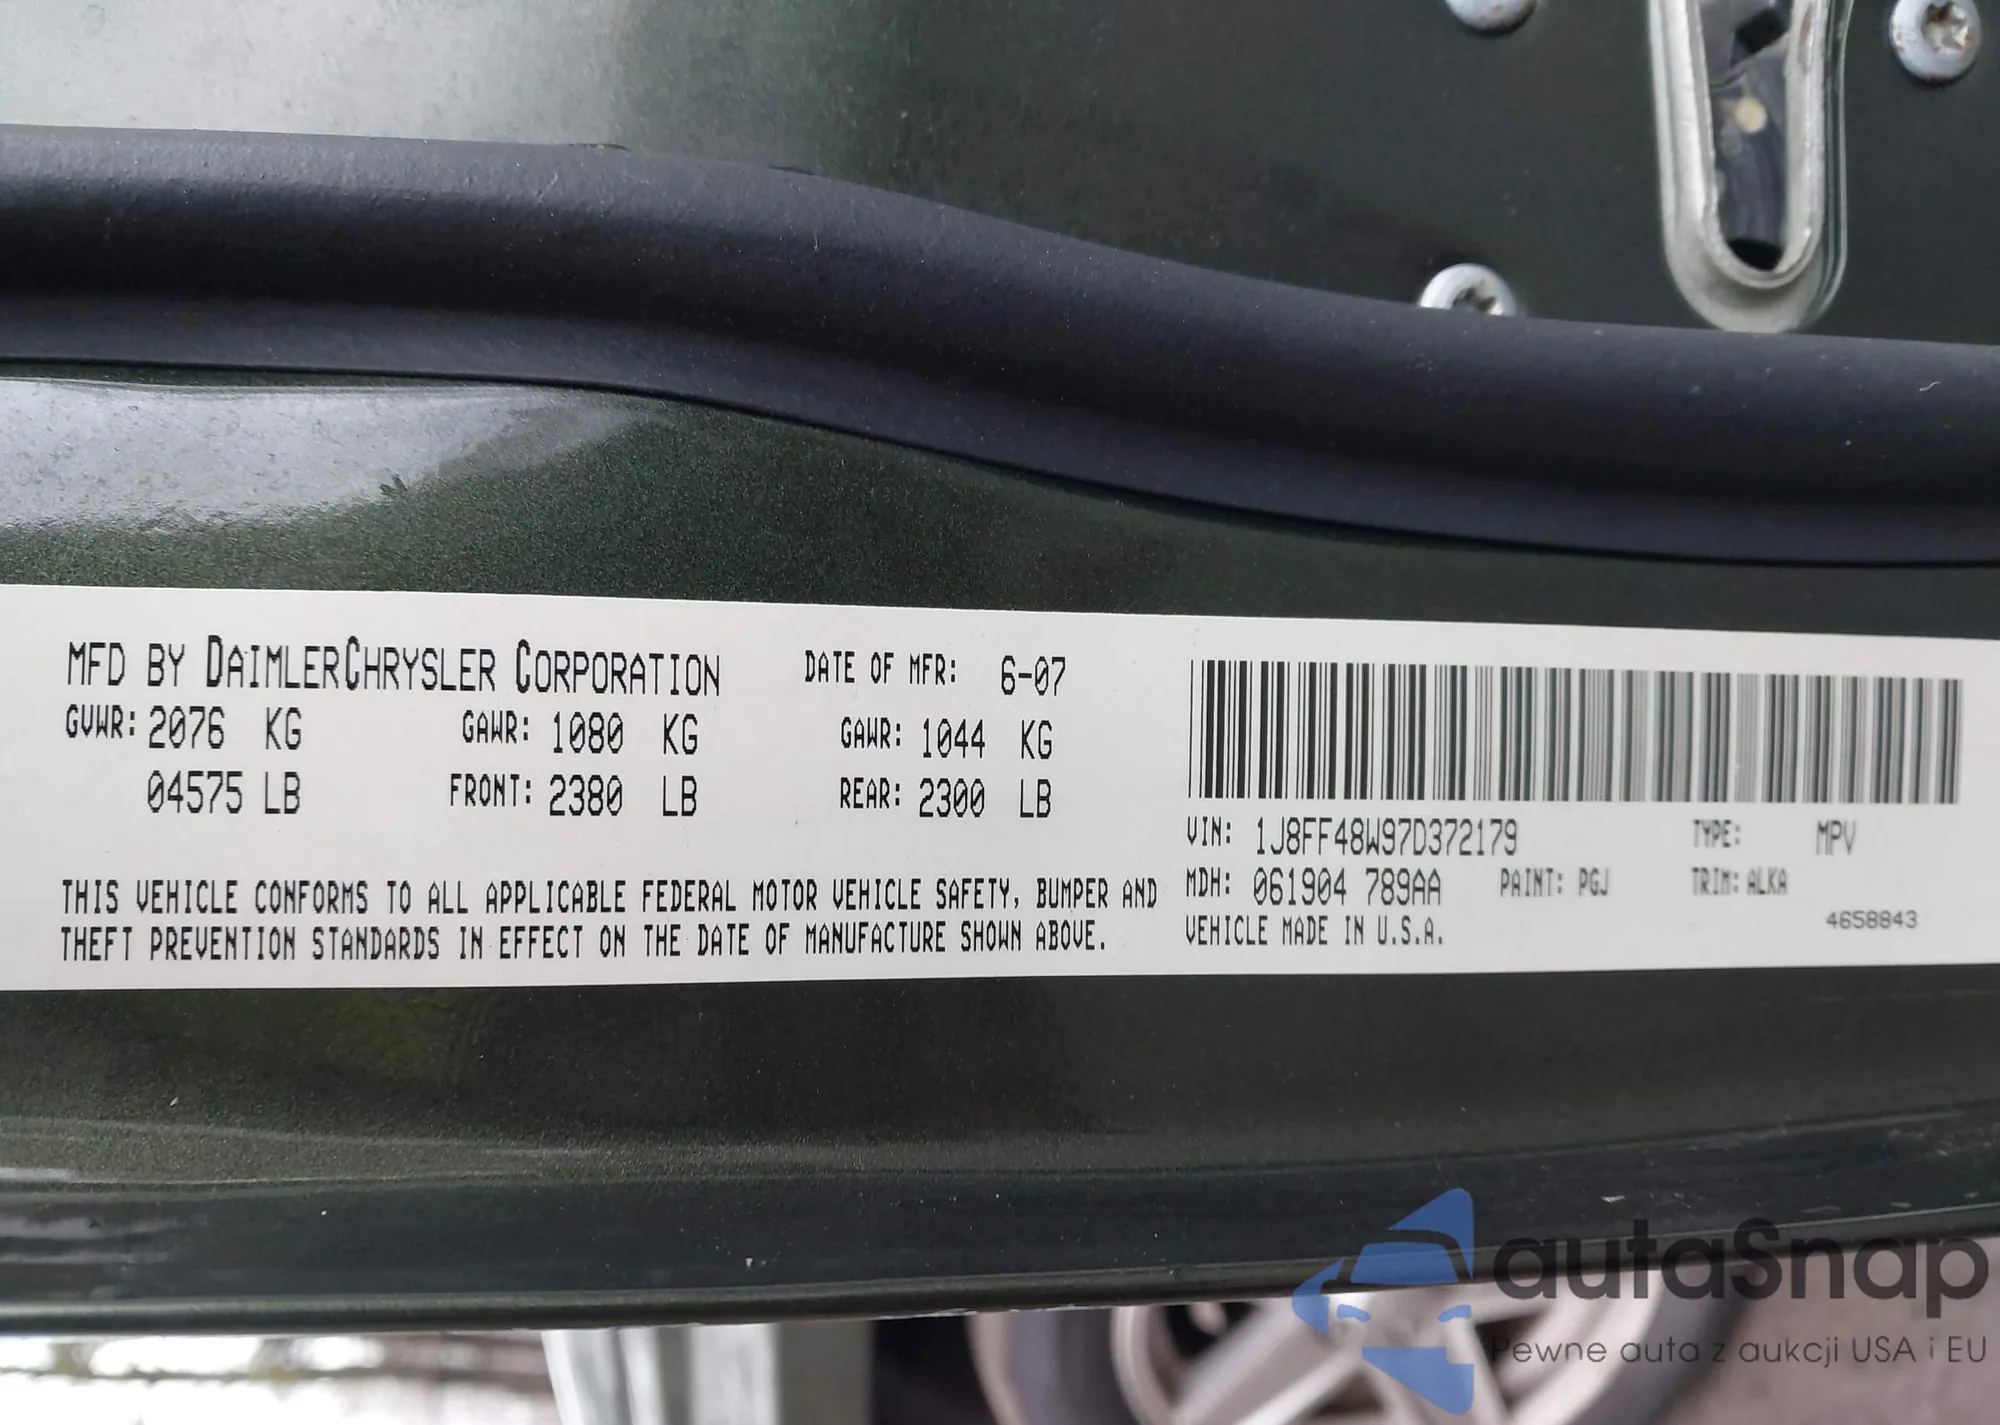 MFD BY DAIMLERCHRYSLER CORPORATION DATE OF MFR: 6-07
GVWR: 2076 KG GAWR: 1080 KG GAWR: 1044 KG
04575 LB FRONT: 2380 LB REAR: 2300 LB
THIS VEHICLE CONFORMS TO ALL APPLICABLE FEDERAL MOTOR VEHICLE SAFETY, BUMPER AND
THEFT PREVENTION STANDARDS IN EFFECT ON THE DATE OF MANUFACTURE SHOWN ABOVE.
VIN: 1J8FF48W97D372179 TYPE: MPV
MDH: 061904 789AA PAINT: PGJ TRIM: ALKA
VEHICLE MADE IN U.S.A. 4658843
autaSnap
Pewne auta z aukcji USA i EU